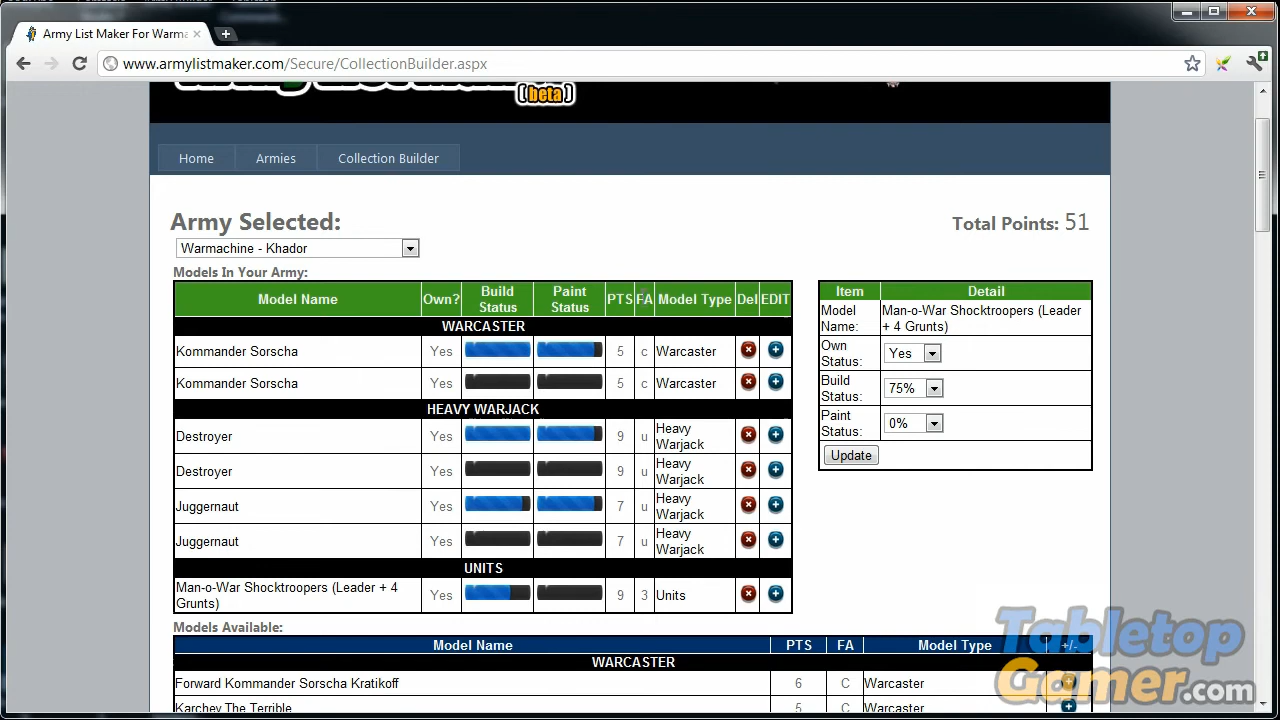 Army List Maker For Warma
www.armylistmaker.com/Secure/CollectionBuilder.aspx
(beta)
Home Armies Collection Builder
Army Selected:
Total Points: 51
Warmachine - Khador
Models In Your Army:
Model Name Own? Build Status Paint Status PTS FA Model Type Del EDIT
WARCASTER
Kommander Sorscha Yes 5 c Warcaster
Kommander Sorscha Yes 5 c Warcaster
HEAVY WARJACK
Destroyer Yes 9 u Heavy Warjack
Destroyer Yes 9 u Heavy Warjack
Juggernaut Yes 7 u Heavy Warjack
Juggernaut Yes 7 u Heavy Warjack
UNITS
Man-o-War Shocktroopers (Leader + 4 Grunts) Yes 9 3 Units
Item Detail
Model Name: Man-o-War Shocktroopers (Leader + 4 Grunts)
Own Status: Yes
Build Status: 75%
Paint Status: 0%
Update
Models Available:
Model Name PTS FA Model Type +/-
WARCASTER
Forward Kommander Sorscha Kratikoff 6 C Warcaster
Karchev The Terrible 5 C Warcaster
Tabletop
Gamer.com